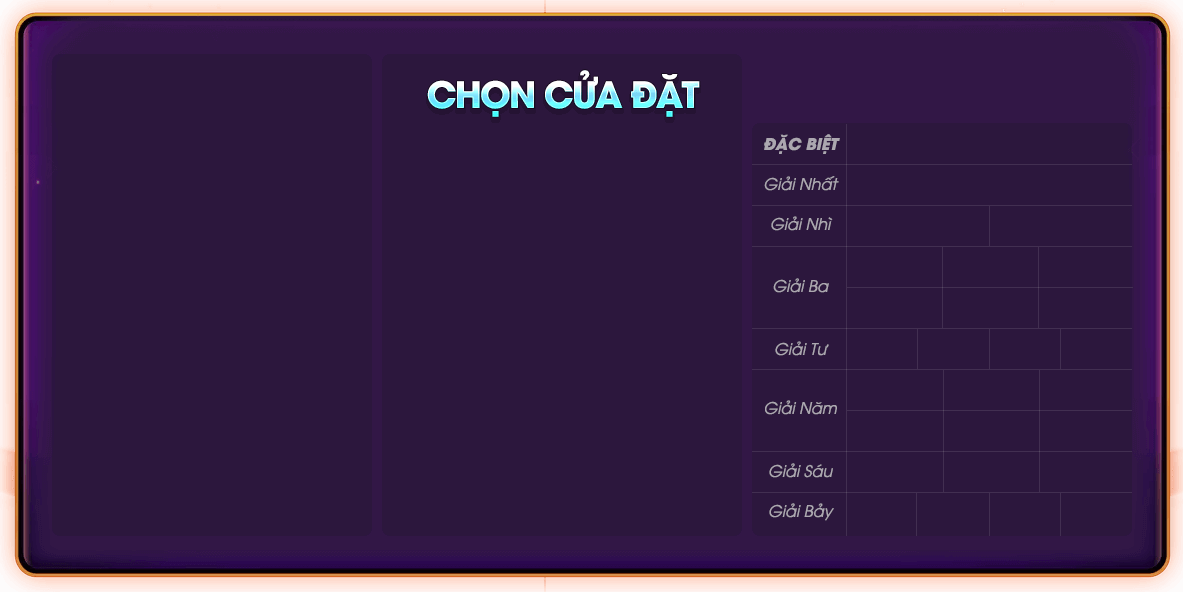 CHỌN CỬA ĐẶT
ĐẶC BIỆT
Giải Nhất
Giải Nhì
Giải Ba
Giải Tư
Giải Năm
Giải Sáu
Giải Bảy